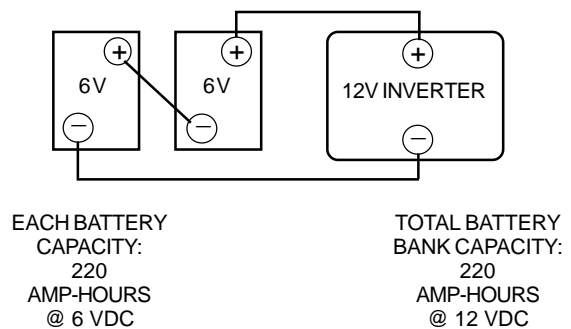 +
+
+
6V
6V
12V INVERTER
−
−
−
EACH BATTERY
CAPACITY:
220
AMP-HOURS
@ 6 VDC
TOTAL BATTERY
BANK CAPACITY:
220
AMP-HOURS
@ 12 VDC